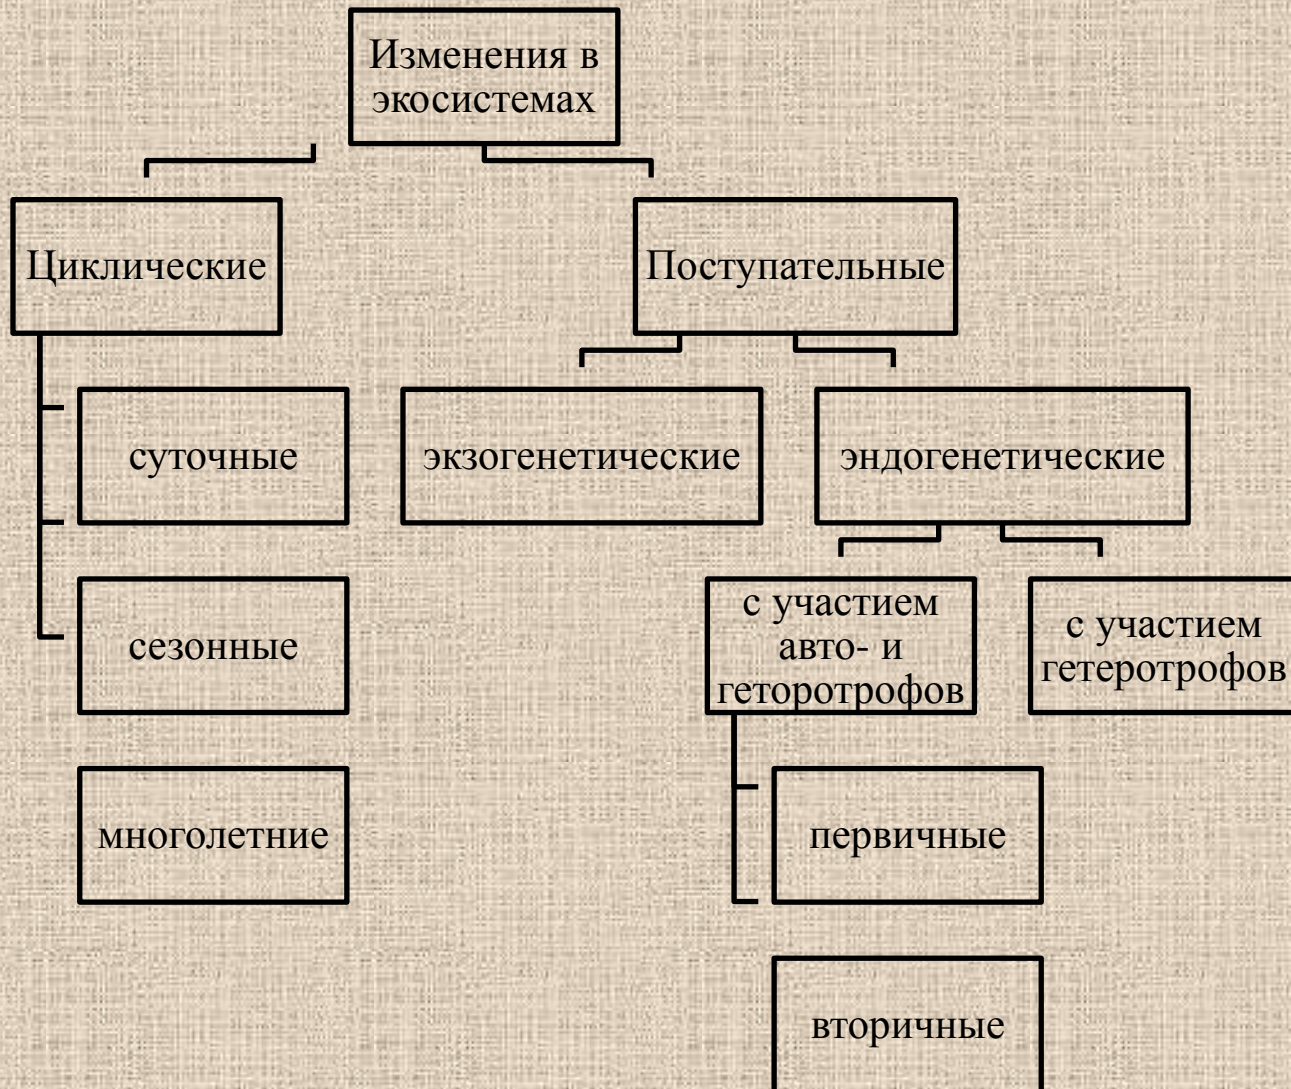 Изменения в
экосистемах
Циклические
Поступательные
суточные
экзогенетические
эндогенетические
сезонные
с участием
авто- и
геторотрофов
с участием
гетеротрофов
многолетние
первичные
вторичные